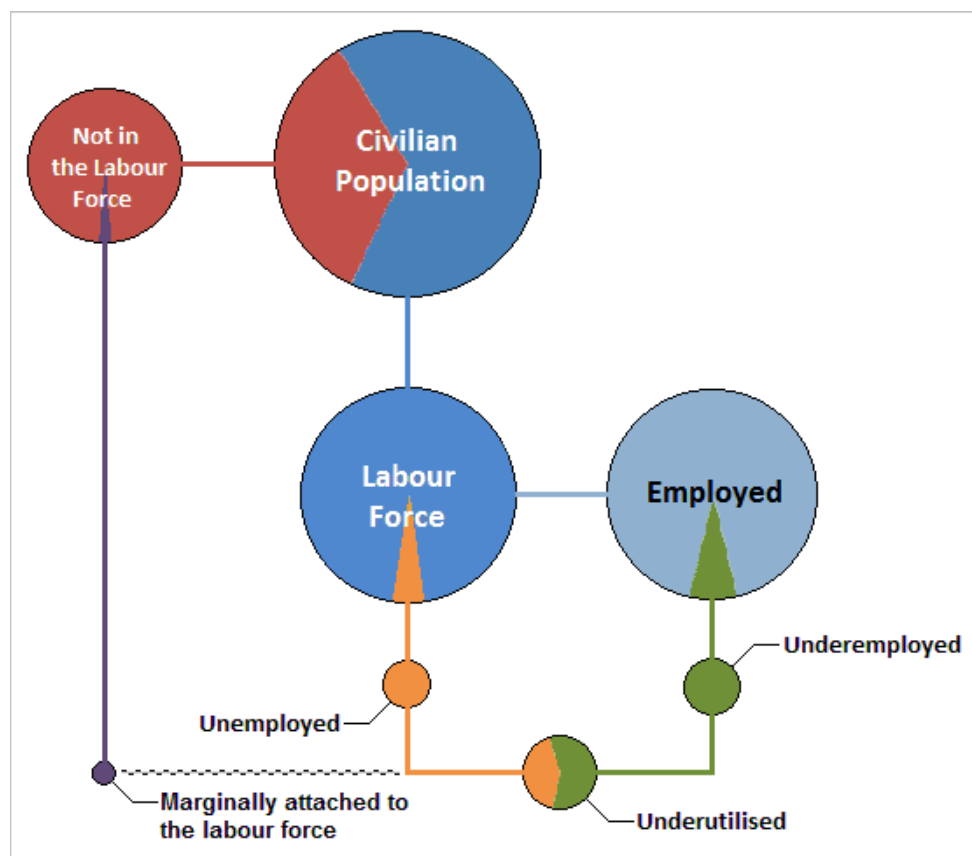 Not in
the Labour
Force
Civilian
Population
Labour
Force
Employed
Underemployed
Unemployed
Marginally attached to
the labour force
Underutilised